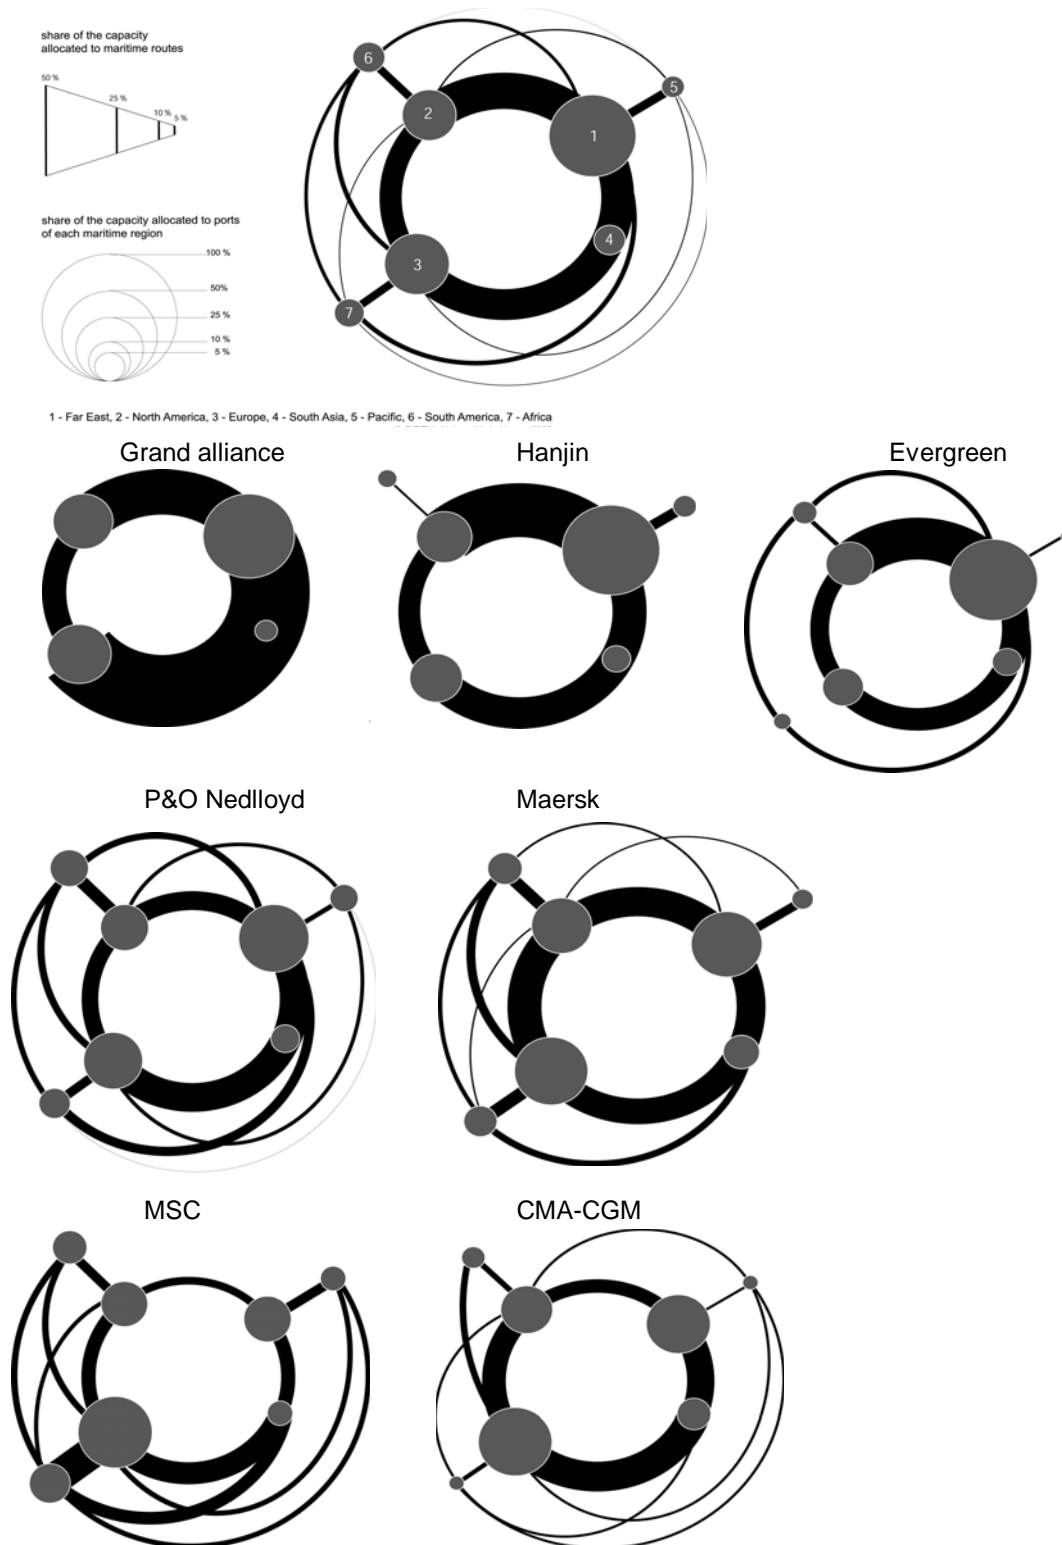 share of the capacity
allocated to maritime routes
50 %
25 %
10 %
5 %
share of the capacity allocated to ports
of each maritime region
100 %
50%
25 %
10 %
5 %
6
5
2
1
4
3
7
1 - Far East, 2 - North America, 3 - Europe, 4 - South Asia, 5 - Pacific, 6 - South America, 7 - Africa
Grand alliance
Hanjin
Evergreen
P&O Nedlloyd
Maersk
MSC
CMA-CGM